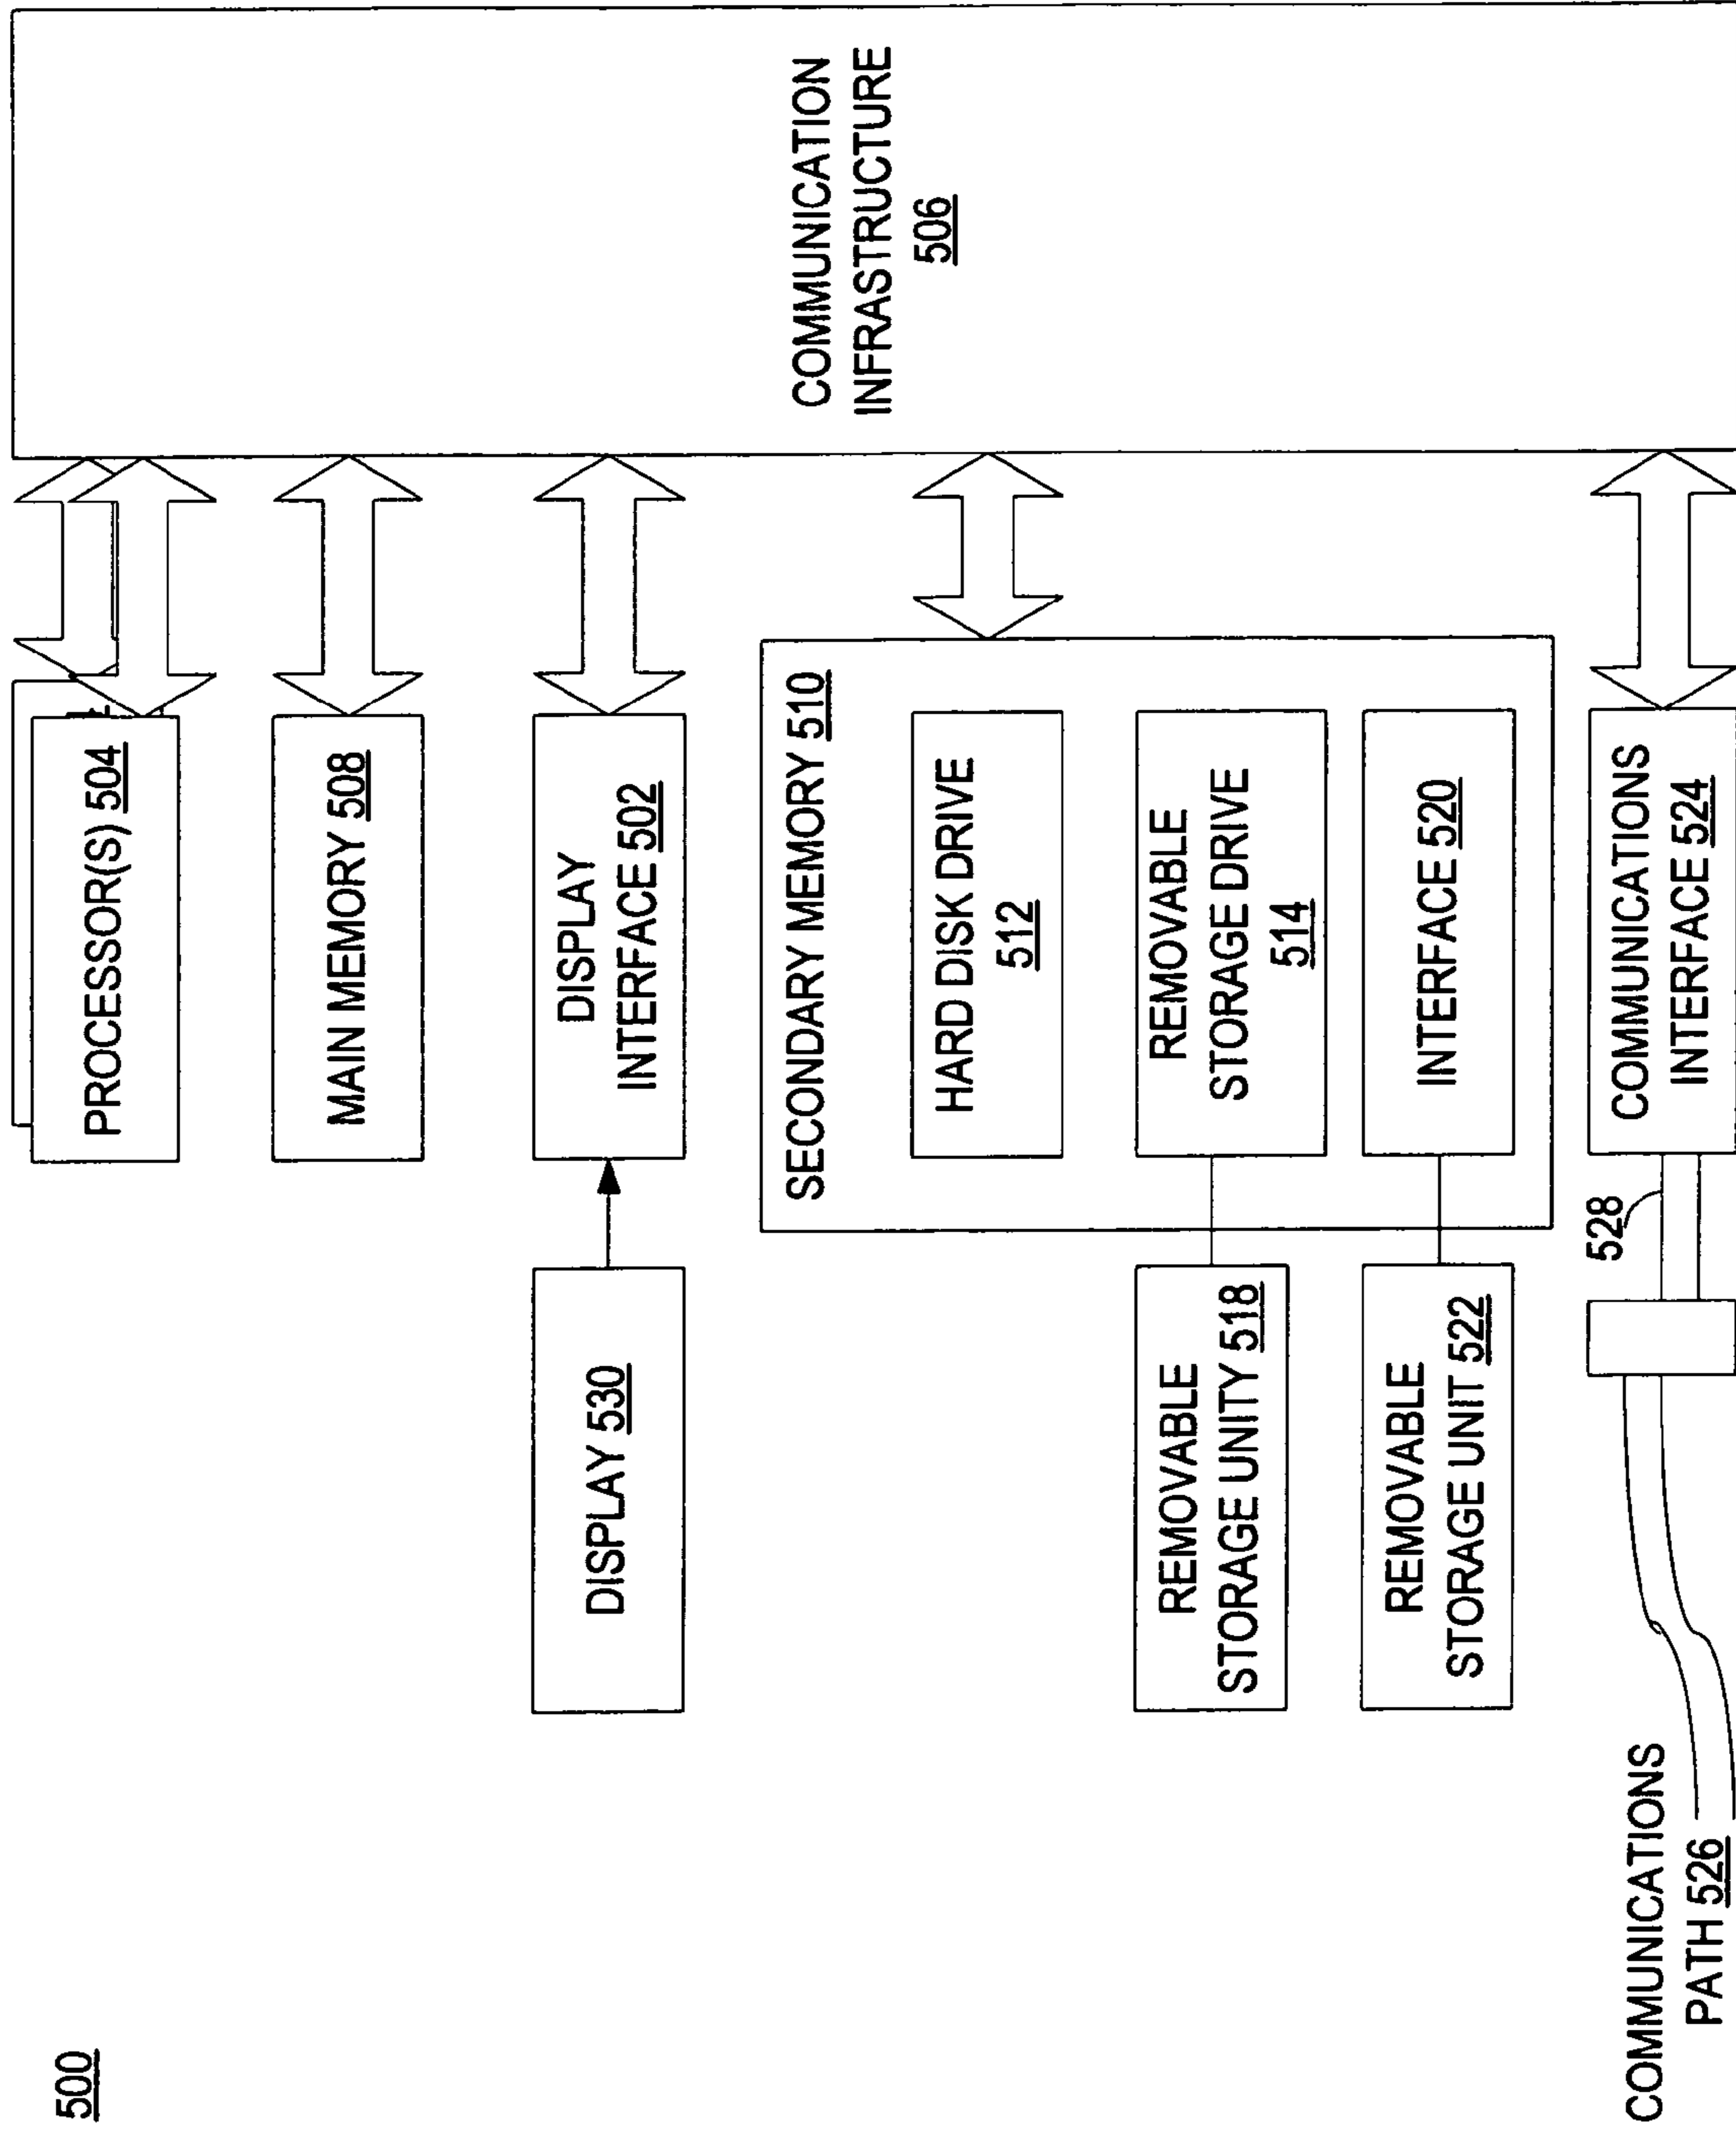 500
PROCESSOR(S) 504
MAIN MEMORY 508
DISPLAY
INTERFACE 502
DISPLAY 530
COMMUNICATION
INFRASTRUCTURE
506
SECONDARY MEMORY 510
HARD DISK DRIVE
512
REMOVABLE
STORAGE DRIVE
514
REMOVABLE
STORAGE UNITY 518
INTERFACE 520
REMOVABLE
STORAGE UNIT 522
COMMUNICATIONS
INTERFACE 524
528
COMMUNICATIONS
PATH 526